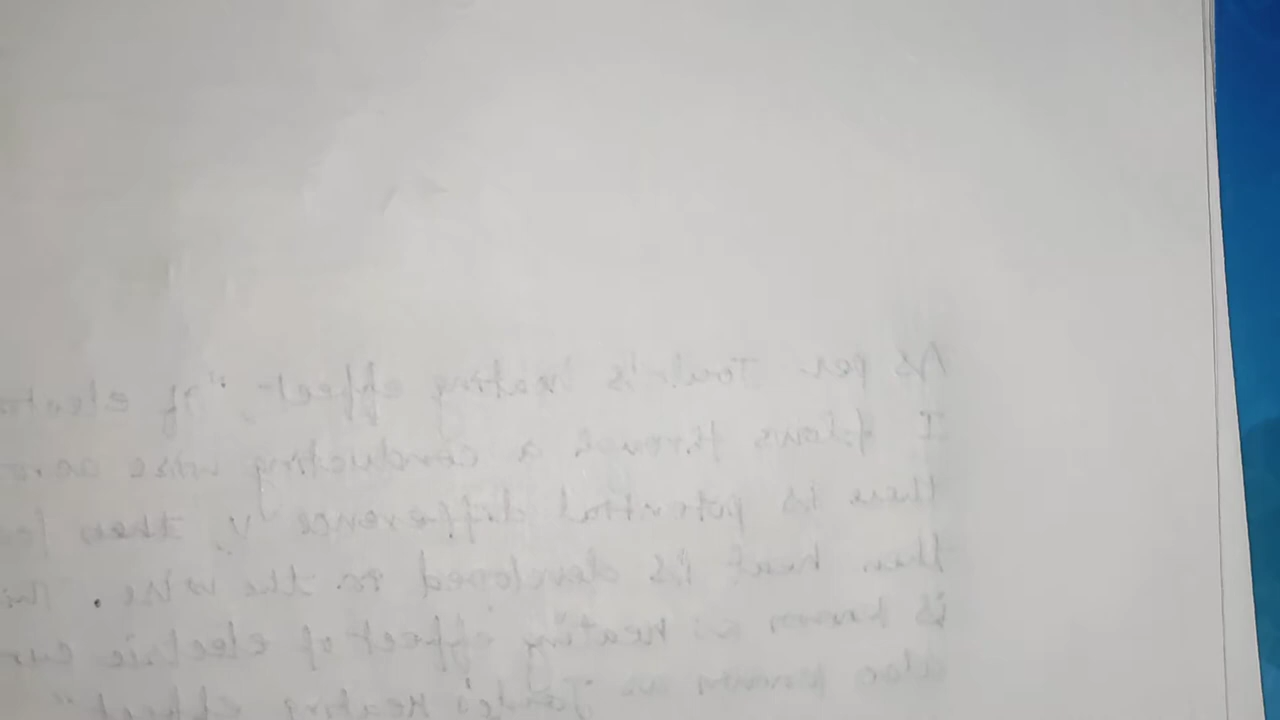 As per Joule's heating effect, "if
I flows through a conducting wire
there is potential difference V, then
then heat is developed in the wire.
is known as heating effect of electric
also known as Joule's Heating effect"